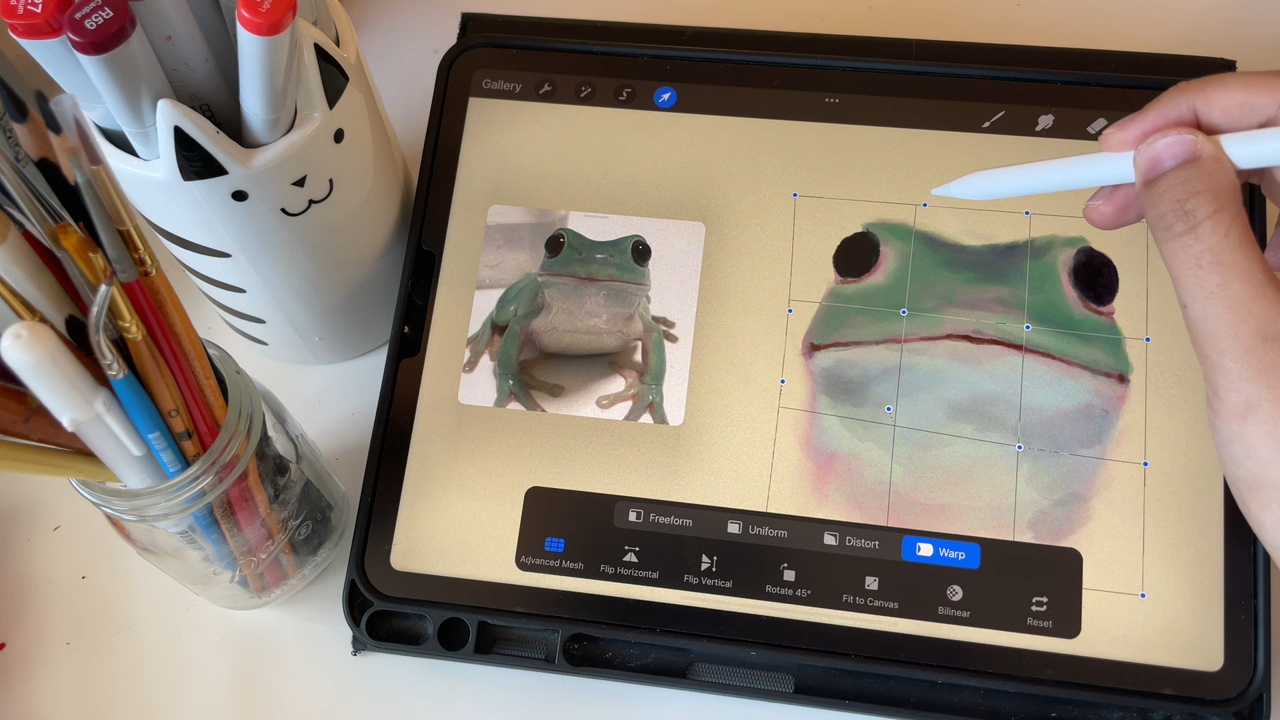 R59
Cardinal
Gallery
Freeform
Uniform
Distort
Warp
Advanced Mesh
Flip Horizontal
Flip Vertical
Rotate 45°
Fit to Canvas
Bilinear
Reset